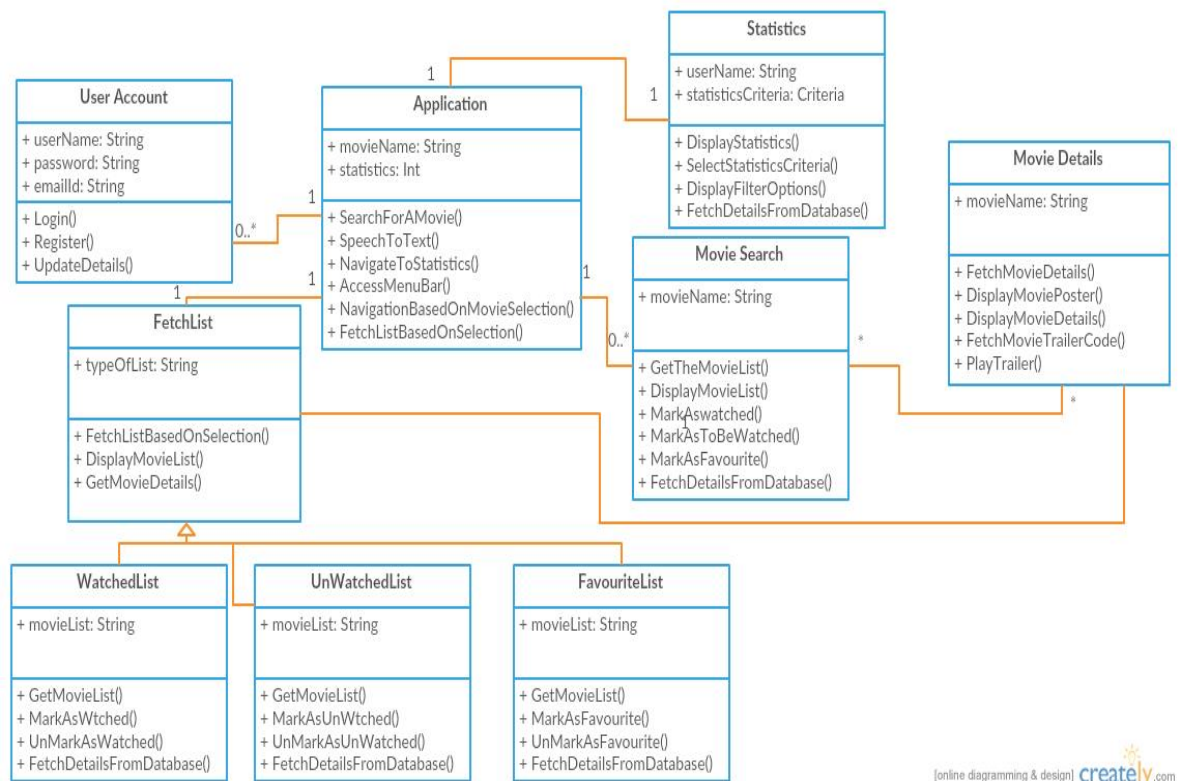 User Account
+ userName: String
+ password: String
+ emailId: String
+ Login()
+ Register()
+ UpdateDetails()
0..*
1
Application
+ movieName: String
+ statistics: Int
+ SearchForAMovie()
+ SpeechToText()
+ NavigateToStatistics()
+ AccessMenuBar()
+ NavigationBasedOnMovieSelection()
+ FetchListBasedOnSelection()
1
1
Statistics
+ userName: String
+ statisticsCriteria: Criteria
+ DisplayStatistics()
+ SelectStatisticsCriteria()
+ DisplayFilterOptions()
+ FetchDetailsFromDatabase()
Movie Details
+ movieName: String
+ FetchMovieDetails()
+ DisplayMoviePoster()
+ DisplayMovieDetails()
+ FetchMovieTrailerCode()
+ PlayTrailer()
1
0..*
Movie Search
+ movieName: String
+ GetTheMovieList()
+ DisplayMovieList()
+ MarkAswatched()
1
+ MarkAsToBeWatched()
+ MarkAsFavourite()
+ FetchDetailsFromDatabase()
*
*
1
1
FetchList
+ typeOfList: String
+ FetchListBasedOnSelection()
+ DisplayMovieList()
+ GetMovieDetails()
WatchedList
+ movieList: String
+ GetMovieList()
+ MarkAsWtched()
+ UnMarkAsWatched()
+ FetchDetailsFromDatabase()
UnWatchedList
+ movieList: String
+ GetMovieList()
+ MarkAsUnWtched()
+ UnMarkAsUnWatched()
+ FetchDetailsFromDatabase()
FavouriteList
+ movieList: String
+ GetMovieList()
+ MarkAsFavourite()
+ UnMarkAsFavourite()
+ FetchDetailsFromDatabase()
[online diagramming & design] creately.com